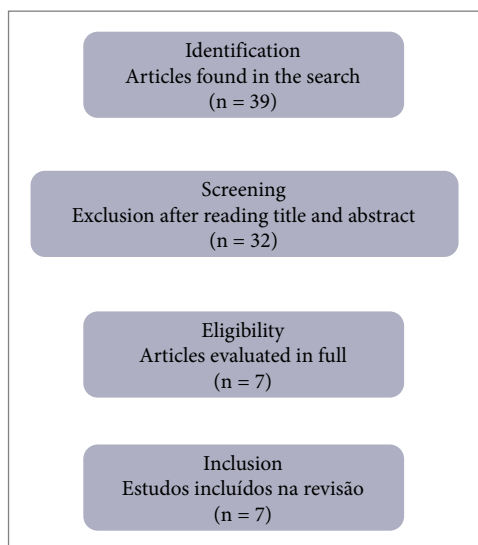 Identification
Articles found in the search
(n = 39)
Screening
Exclusion after reading title and abstract
(n = 32)
Eligibility
Articles evaluated in full
(n = 7)
Inclusion
Estudos incluídos na revisão
(n = 7)